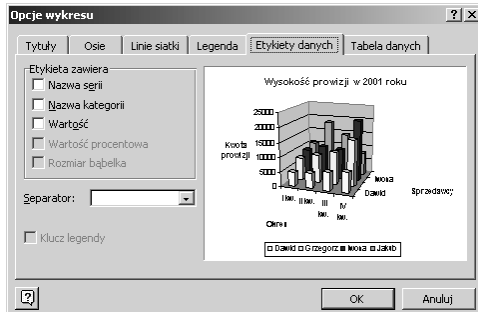 Opcje wykresu
Tytuły Osie Linie siatki Legenda Etykiety danych Tabela danych
Etykieta zawiera
Nazwa serii
Nazwa kategorii
Wartość
Wartość procentowa
Rozmiar bąbelka
Separator:
Klucz legendy
Wysokość prowizji w 2001 roku
25000
20000
15000
10000
5000
0
Kwota
prowizji
I kw. II kw. III kw. IV kw.
Okres
Iwona
Dawid
Sprzedawcy
Dawid Grzegorz Iwona Jakub
OK Anuluj